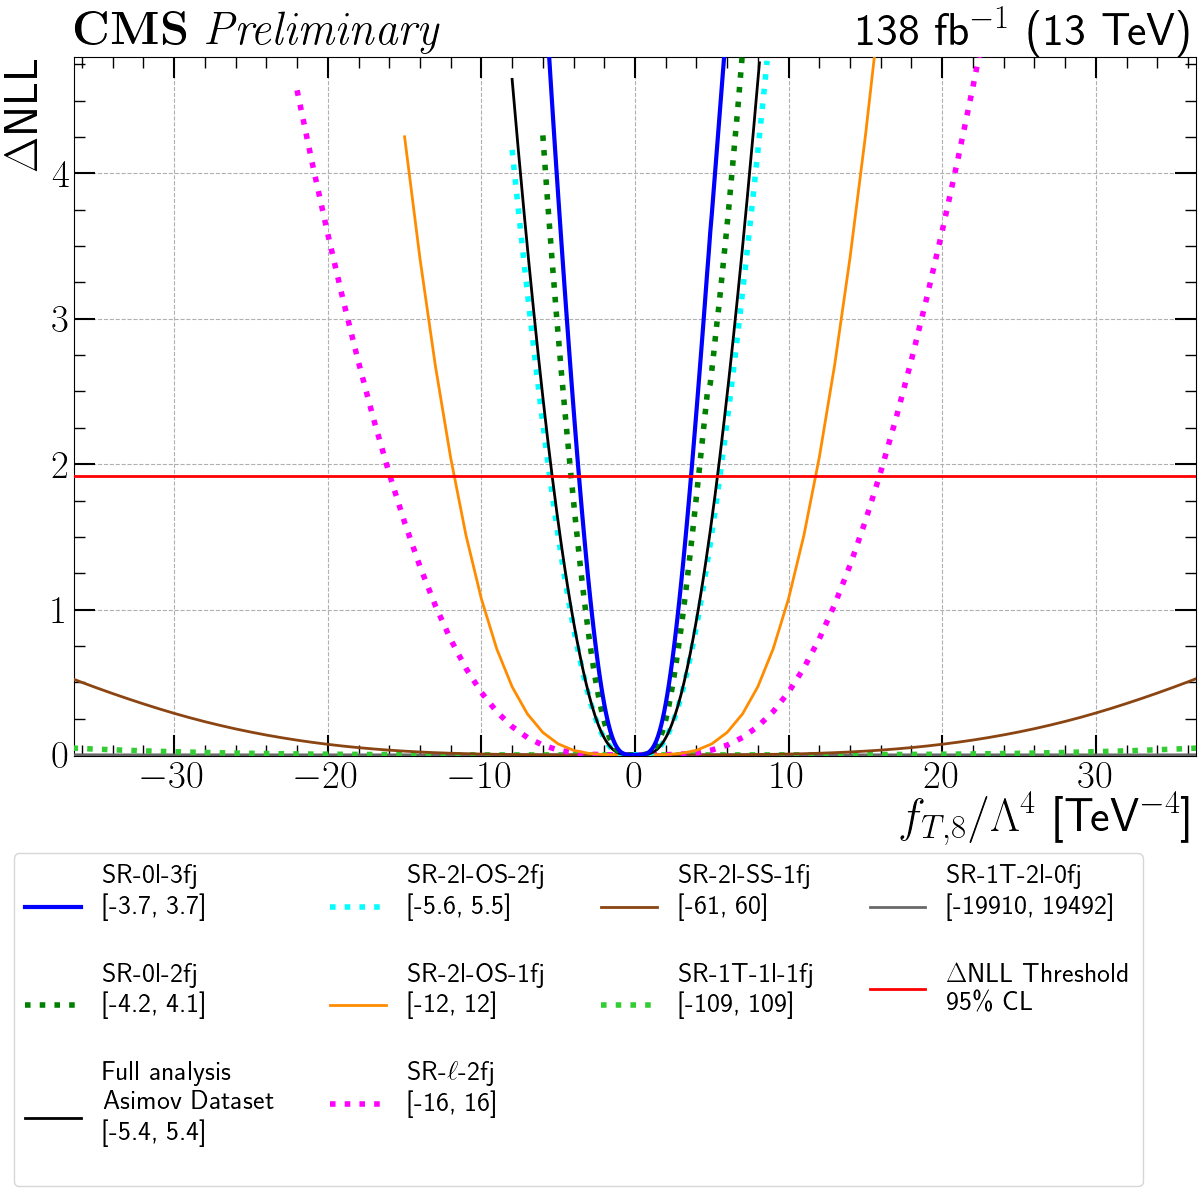 CMS Preliminary 138 fb⁻¹ (13 TeV)
ΔNLL
4
3
2
1
0
−30 −20 −10 0 10 20 30
f_{T,8}/Λ⁴ [TeV⁻⁴]
SR-0l-3fj
[-3.7, 3.7]
SR-0l-2fj
[-4.2, 4.1]
Full analysis
Asimov Dataset
[-5.4, 5.4]
SR-2l-OS-2fj
[-5.6, 5.5]
SR-2l-OS-1fj
[-12, 12]
SR-ℓ-2fj
[-16, 16]
SR-2l-SS-1fj
[-61, 60]
SR-1T-1l-1fj
[-109, 109]
SR-1T-2l-0fj
[-19910, 19492]
ΔNLL Threshold
95% CL